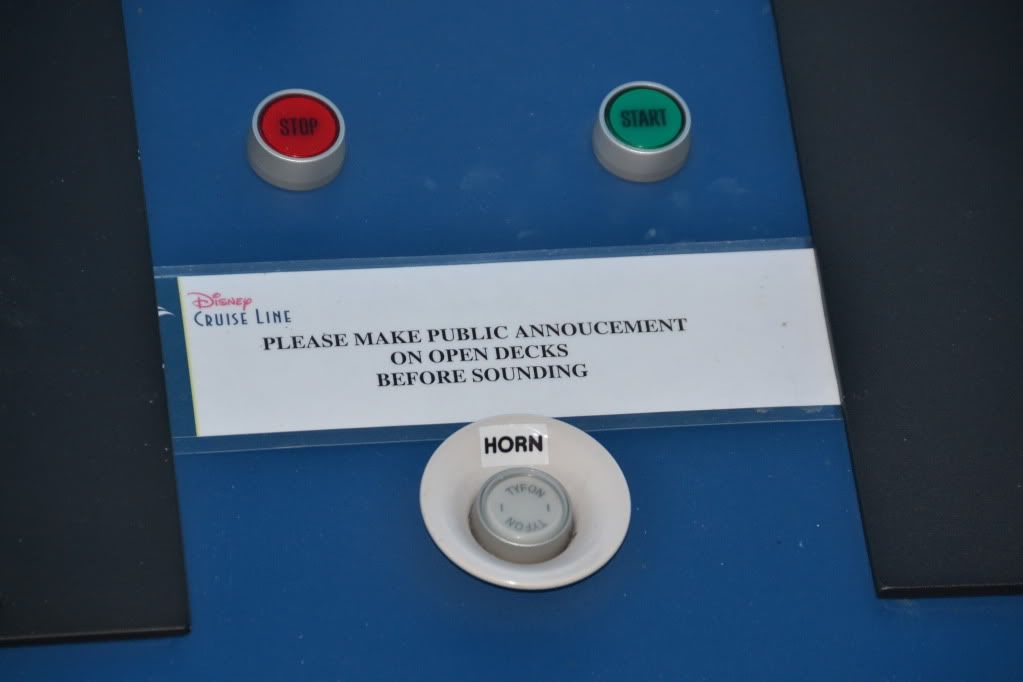 STOP
START
Disney
CRUISE LINE
PLEASE MAKE PUBLIC ANNOUCEMENT
ON OPEN DECKS
BEFORE SOUNDING
HORN
TYFON
TYFON